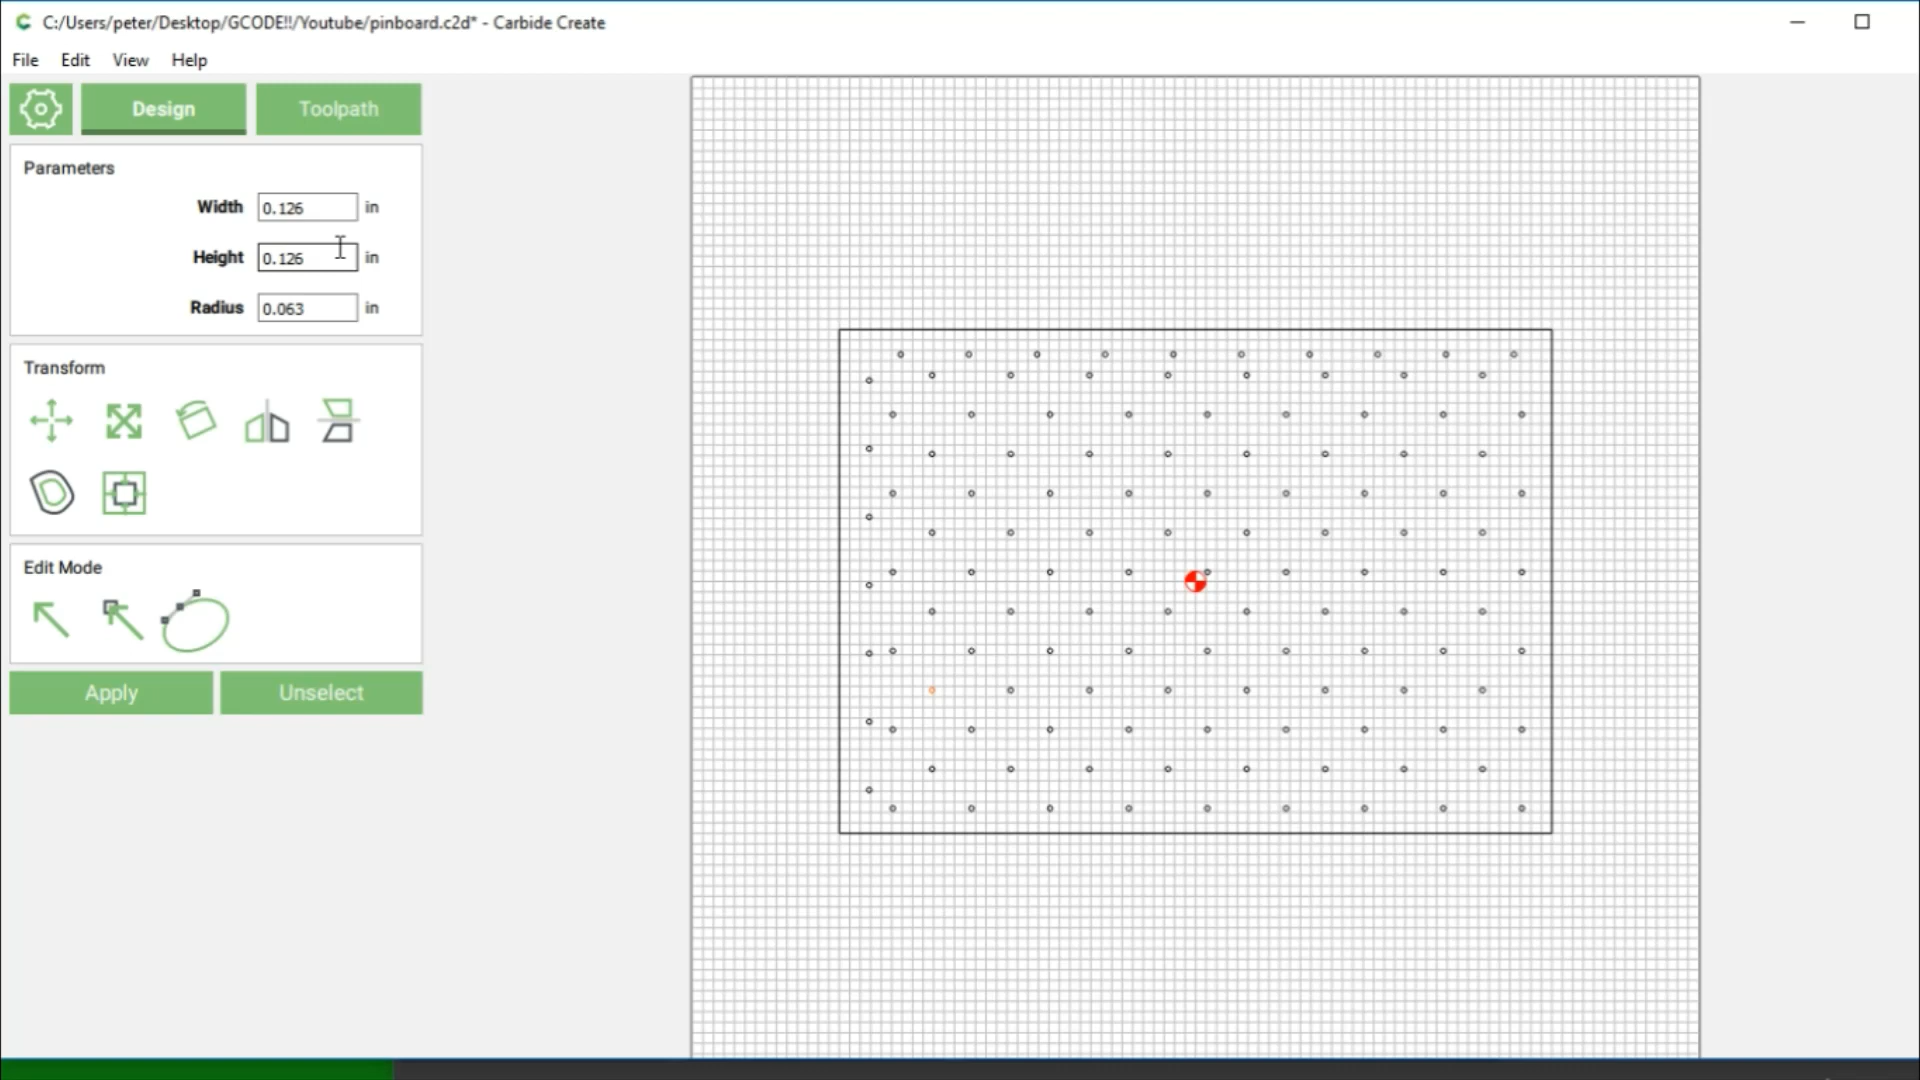 C:/Users/peter/Desktop/GCODE!!/Youtube/pinboard.c2d* - Carbide Create
File Edit View Help
Design Toolpath
Parameters
Width 0.126 in
Height 0.126 in
Radius 0.063 in
Transform
Edit Mode
Apply Unselect